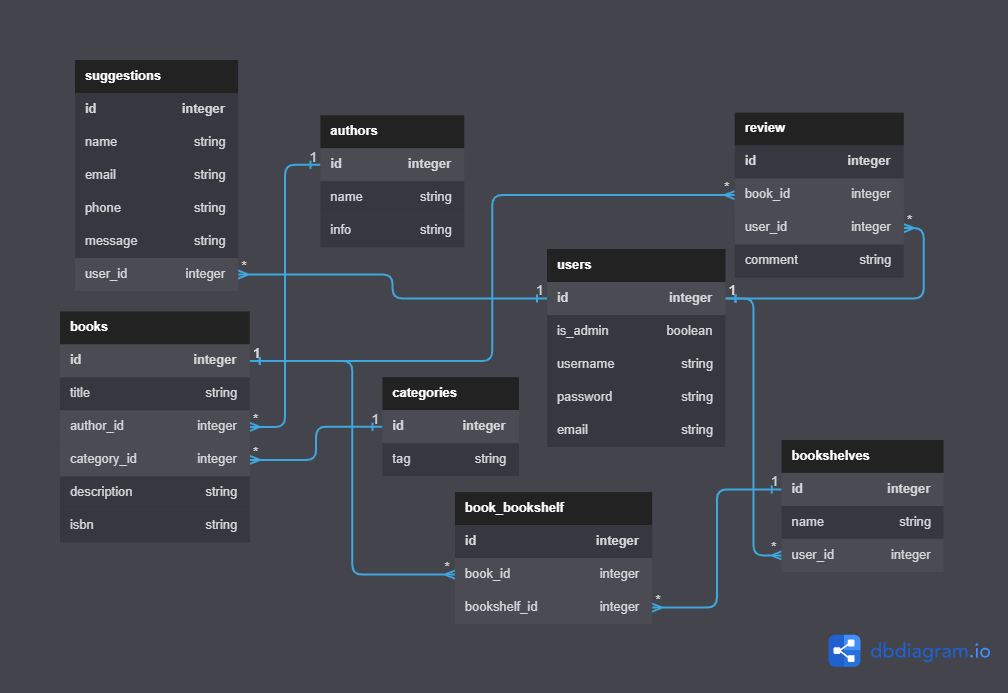 suggestions
id integer
name string
email string
phone string
message string
user_id integer
*
authors
1
id integer
name string
info string
review
id integer
*
book_id integer
user_id integer
*
comment string
users
1
id integer
1
is_admin boolean
username string
password string
email string
books
id integer
1
title string
author_id integer
*
category_id integer
*
description string
isbn string
categories
1
id integer
tag string
book_bookshelf
id integer
*
book_id integer
bookshelf_id integer
*
bookshelves
1
id integer
name string
*
user_id integer
dbdiagram.io